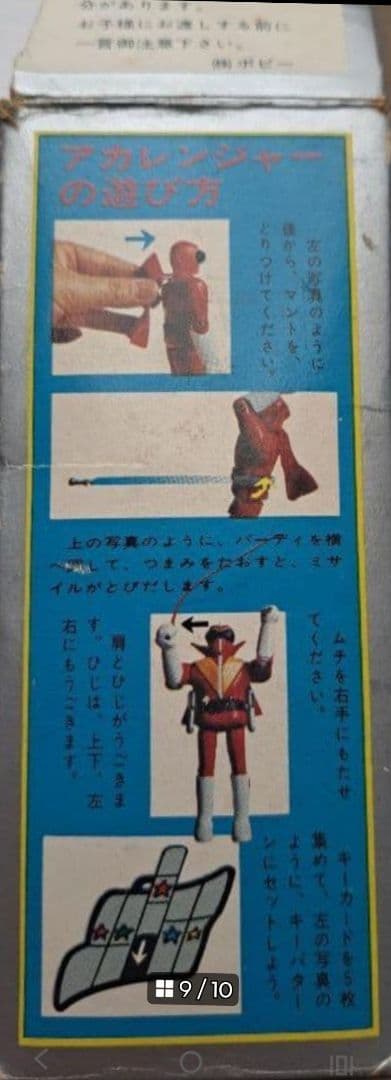 分があります。
お子様にお渡しする前に
一言御注意下さい。
㈱ポピー
アカレンジャー
の遊び方
左の写真のように
後から、マントを、
とりつけてください。
上の写真のように、バーディを横
へ倒して、つまみをたおすと、ミサ
イルがとびだします。
ムチを右手にもたせ
てください。
肩とひじがうごきま
す。ひじは、上下、左
右にもうごきます。
キーカードを5枚
集めて、左の写真の
ように、キーパター
ンにセットしよう。
9/10